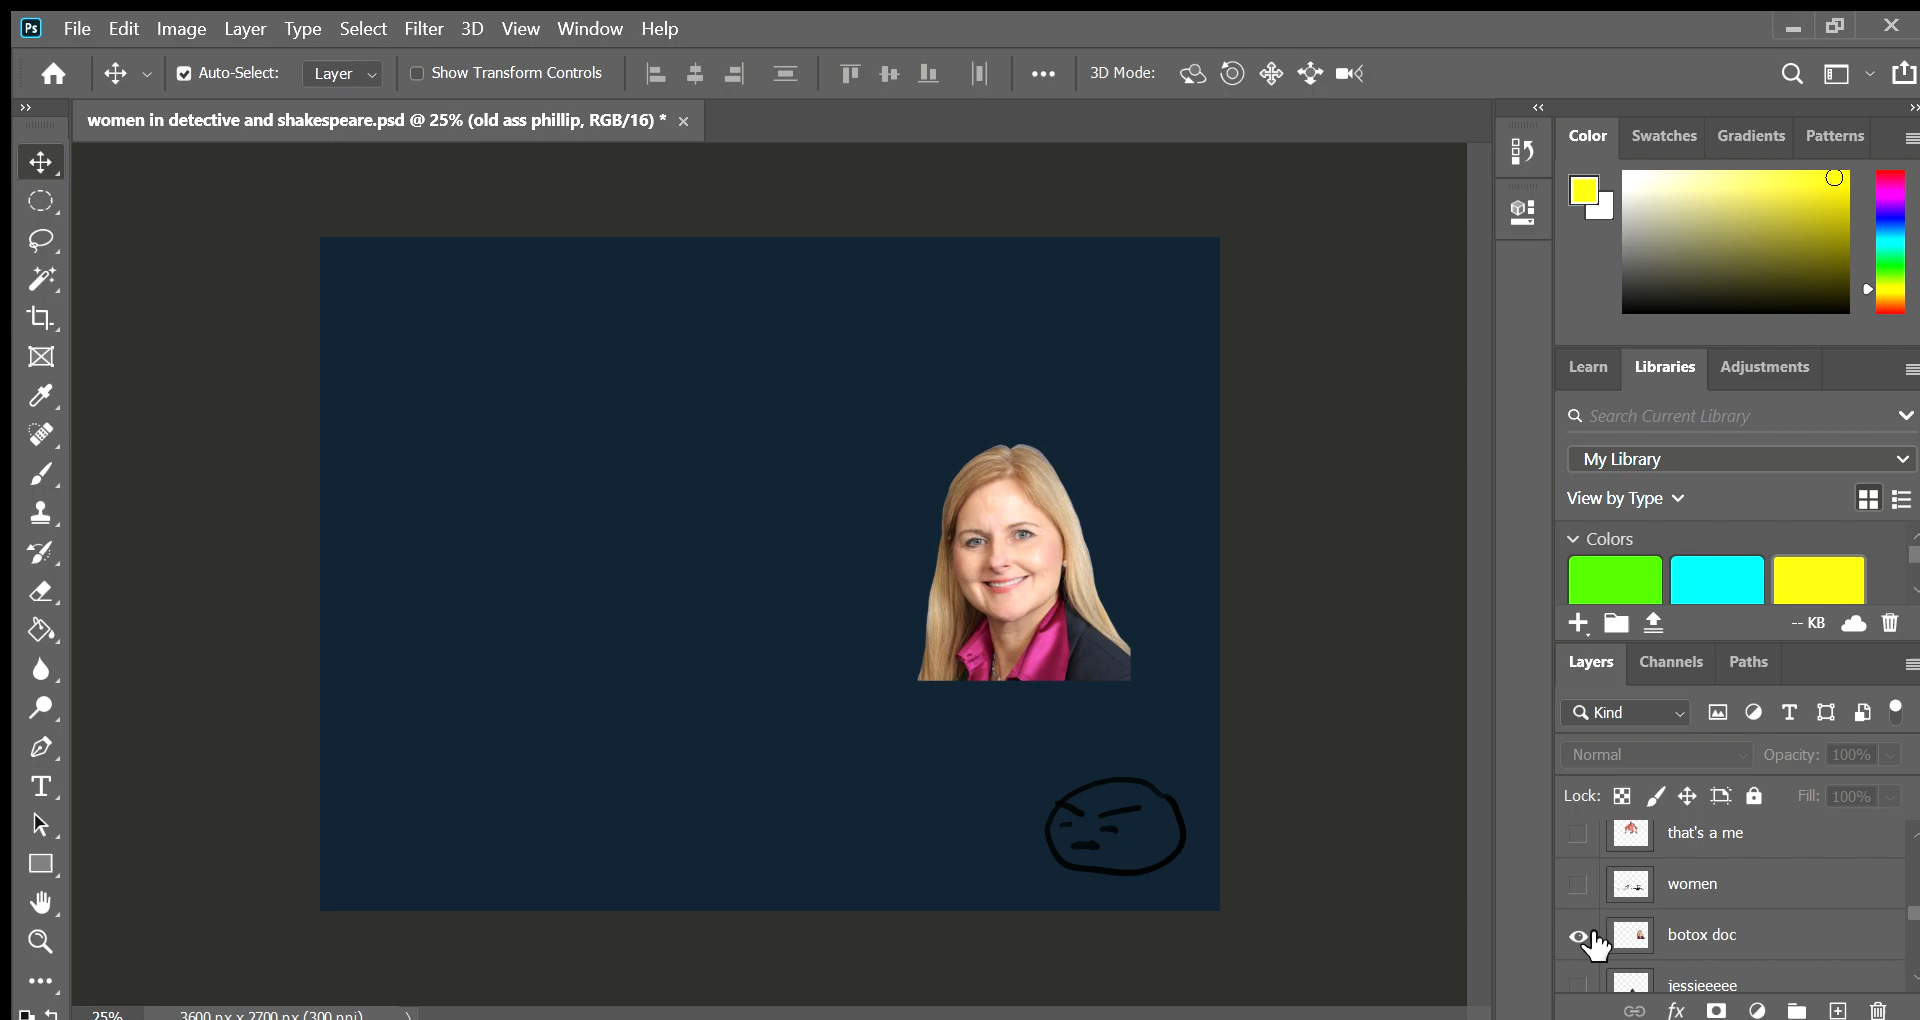 Ps File Edit Image Layer Type Select Filter 3D View Window Help
Auto-Select: Layer Show Transform Controls 3D Mode:
women in detective and shakespeare.psd @ 25% (old ass phillip, RGB/16) *
Color Swatches Gradients Patterns
Learn Libraries Adjustments
Search Current Library
My Library
View by Type
Colors
-- KB
Layers Channels Paths
Kind
Normal Opacity: 100%
Lock: Fill: 100%
that's a me
women
botox doc
jessieeeee
fx
25% 3600 px x 2700 px (300 ppi)